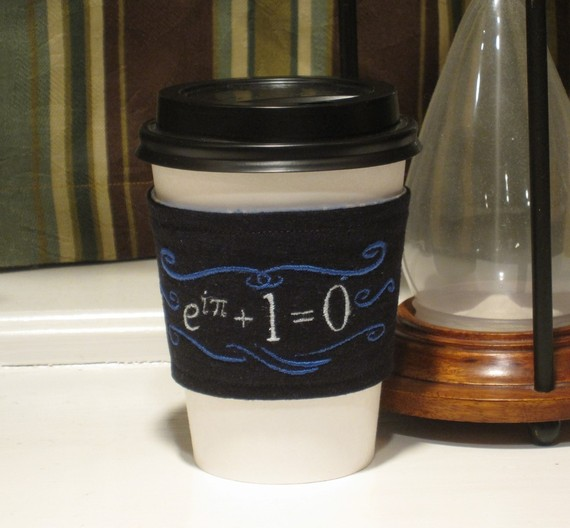 e^{iπ} + 1 = 0